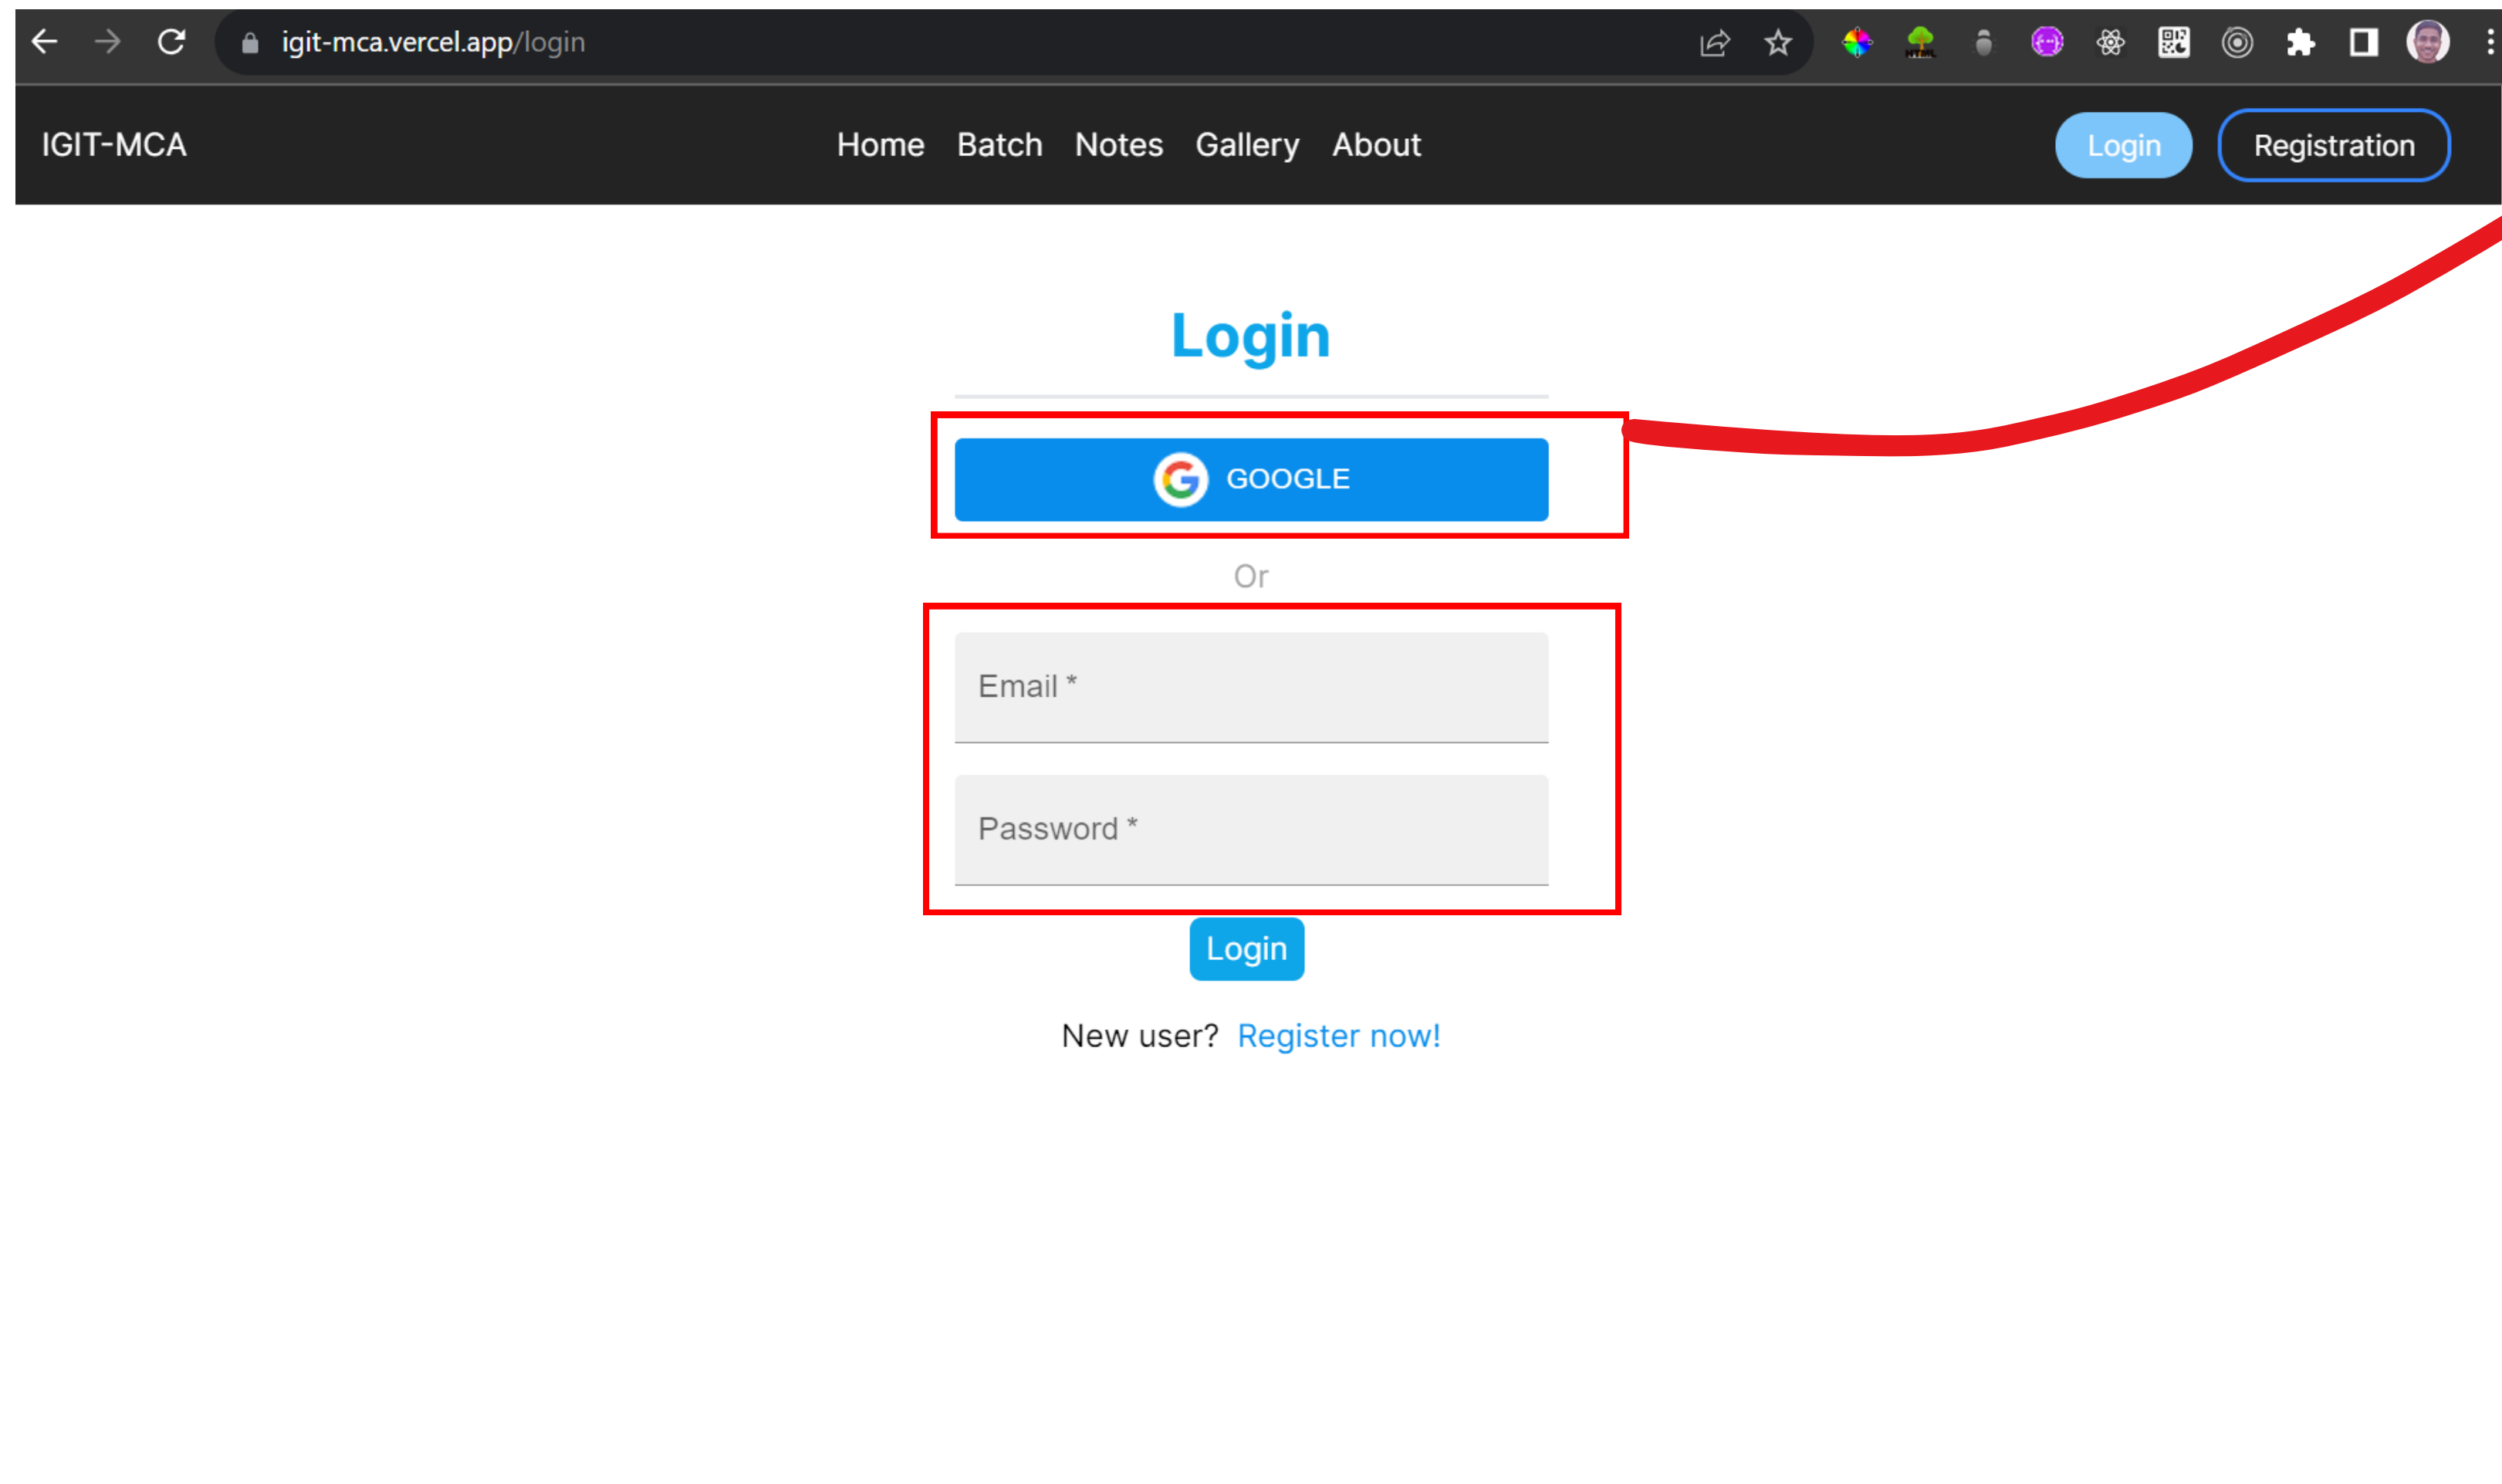 igit-mca.vercel.app/login
IGIT-MCA Home Batch Notes Gallery About Login Registration
Login
GOOGLE
Or
Email *
Password *
Login
New user? Register now!